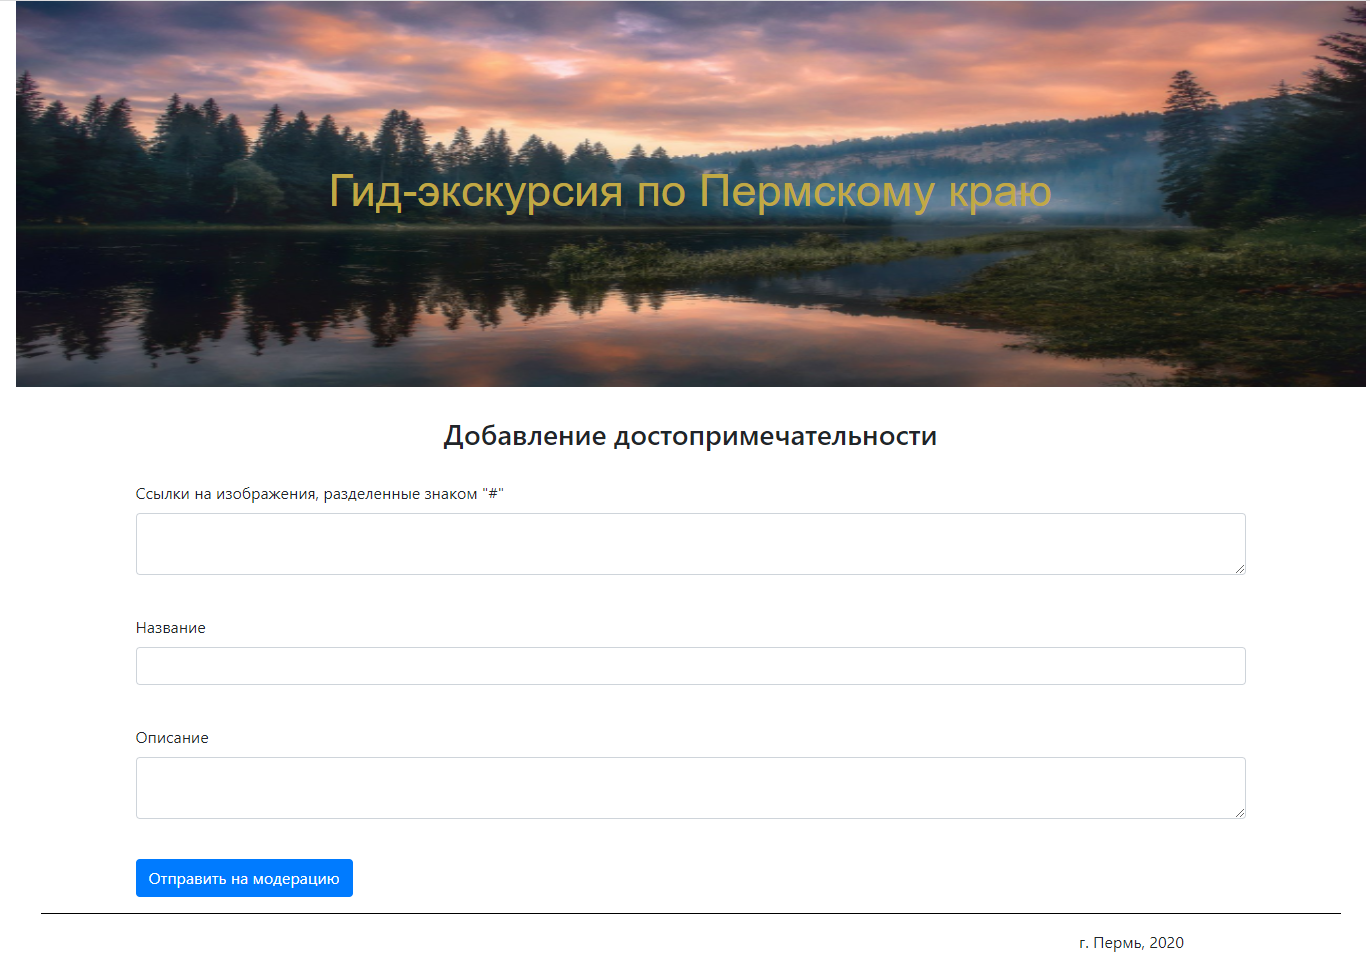 Гид-экскурсия по Пермскому краю
Добавление достопримечательности
Ссылки на изображения, разделенные знаком "#"
Название
Описание
Отправить на модерацию
г. Пермь, 2020